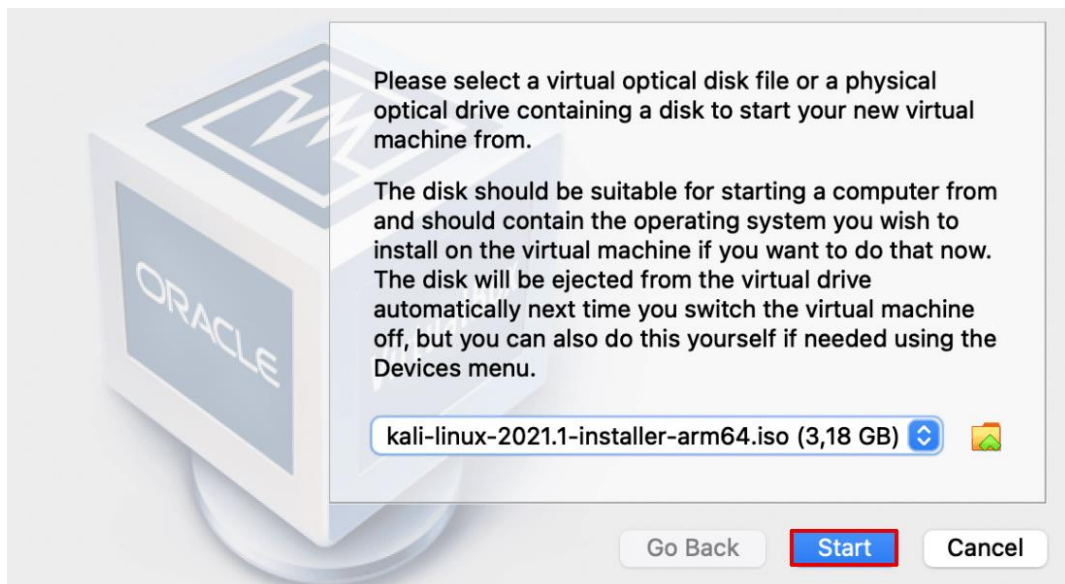 Please select a virtual optical disk file or a physical
optical drive containing a disk to start your new virtual
machine from.
The disk should be suitable for starting a computer from
and should contain the operating system you wish to
install on the virtual machine if you want to do that now.
The disk will be ejected from the virtual drive
automatically next time you switch the virtual machine
off, but you can also do this yourself if needed using the
Devices menu.
ORACLE
kali-linux-2021.1-installer-arm64.iso (3,18 GB)
Go Back Start Cancel